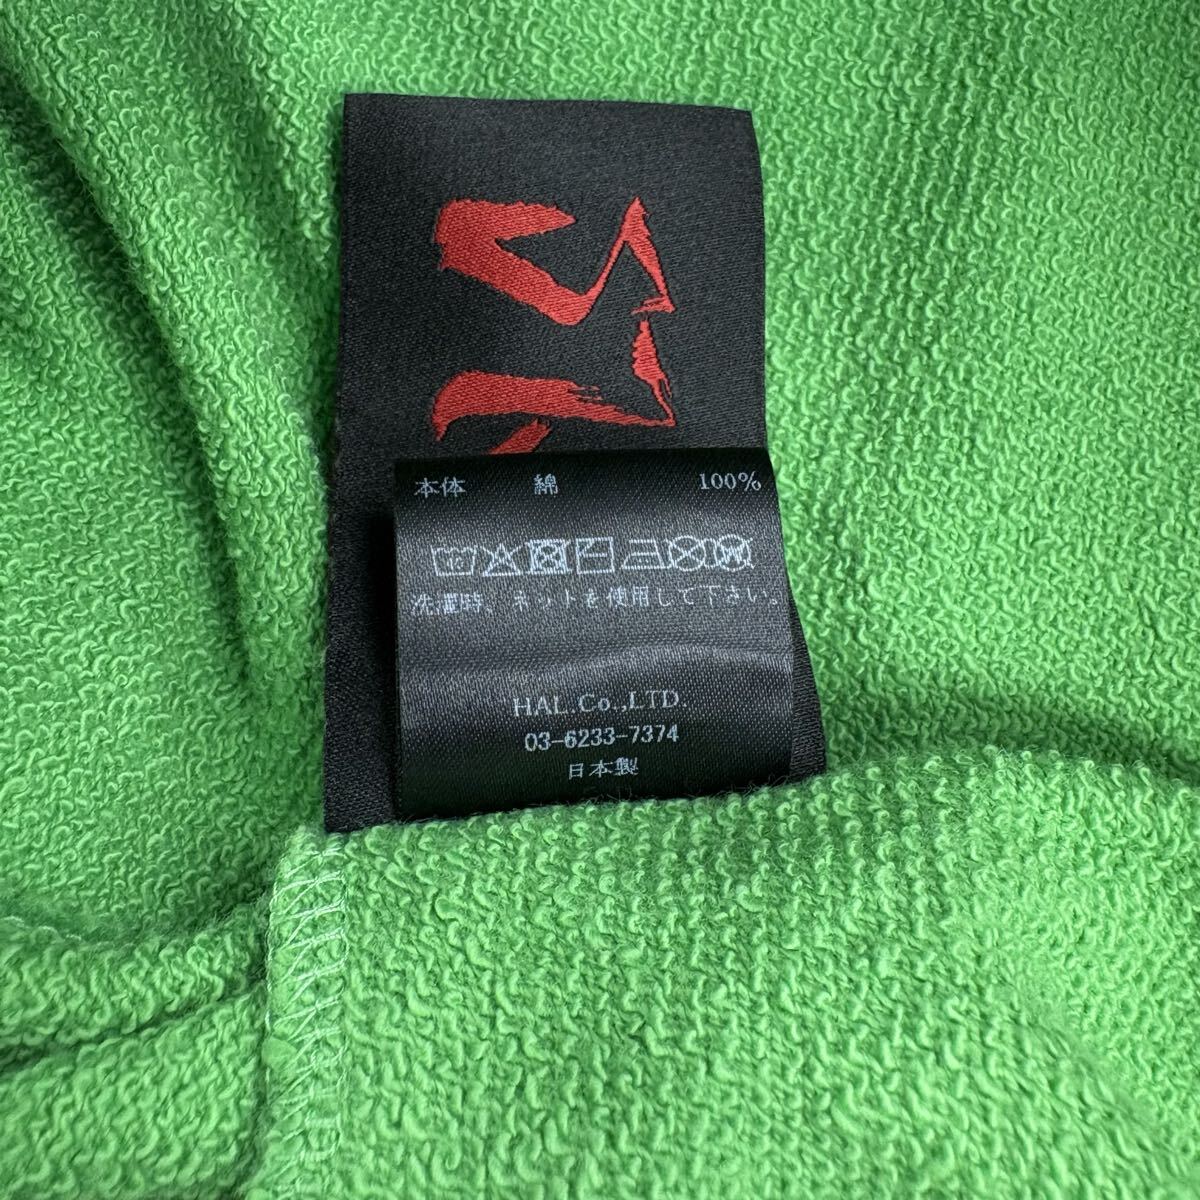 本体 綿 100%
洗濯時、ネットを使用して下さい。
HAL.Co.,LTD.
03-6233-7374
日本製